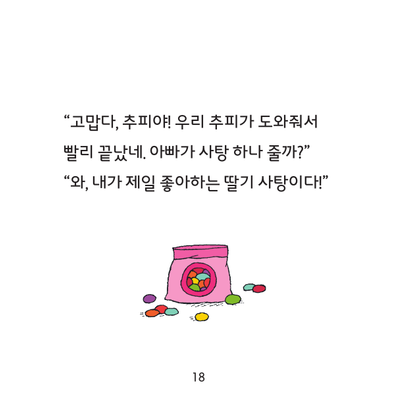 “고맙다, 추피야! 우리 추피가 도와줘서
빨리 끝났네. 아빠가 사탕 하나 줄까?”
“와, 내가 제일 좋아하는 딸기 사탕이다!”
18